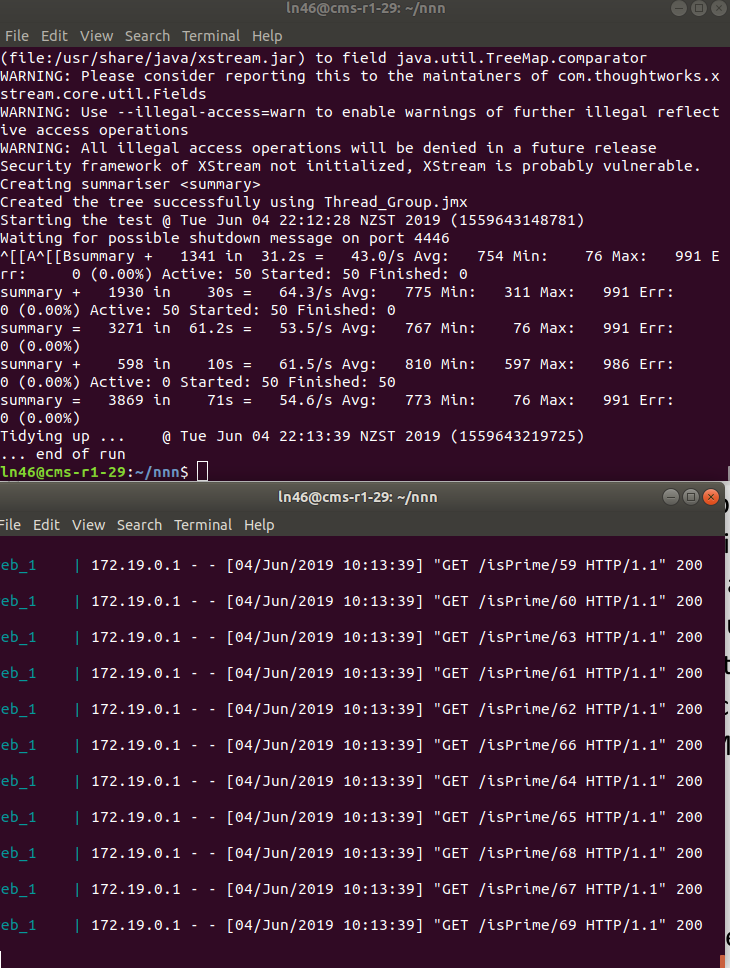 ln46@cms-r1-29: ~/nnn
File Edit View Search Terminal Help
(file:/usr/share/java/xstream.jar) to field java.util.TreeMap.comparator
WARNING: Please consider reporting this to the maintainers of com.thoughtworks.x
stream.core.util.Fields
WARNING: Use --illegal-access=warn to enable warnings of further illegal reflect
ive access operations
WARNING: All illegal access operations will be denied in a future release
Security framework of XStream not initialized, XStream is probably vulnerable.
Creating summariser <summary>
Created the tree successfully using Thread_Group.jmx
Starting the test @ Tue Jun 04 22:12:28 NZST 2019 (1559643148781)
Waiting for possible shutdown message on port 4446
^[[A^[[Bsummary +   1341 in  31.2s =   43.0/s Avg:   754 Min:    76 Max:   991 E
rr:     0 (0.00%) Active: 50 Started: 50 Finished: 0
summary +   1930 in    30s =   64.3/s Avg:   775 Min:   311 Max:   991 Err:
0 (0.00%) Active: 50 Started: 50 Finished: 0
summary =   3271 in  61.2s =   53.5/s Avg:   767 Min:    76 Max:   991 Err:
0 (0.00%)
summary +    598 in    10s =   61.5/s Avg:   810 Min:   597 Max:   986 Err:
0 (0.00%) Active: 0 Started: 50 Finished: 50
summary =   3869 in    71s =   54.6/s Avg:   773 Min:    76 Max:   991 Err:
0 (0.00%)
Tidying up ...    @ Tue Jun 04 22:13:39 NZST 2019 (1559643219725)
... end of run
ln46@cms-r1-29:~/nnn$
ln46@cms-r1-29: ~/nnn
File Edit View Search Terminal Help
eb_1    | 172.19.0.1 - - [04/Jun/2019 10:13:39] "GET /isPrime/59 HTTP/1.1" 200
eb_1    | 172.19.0.1 - - [04/Jun/2019 10:13:39] "GET /isPrime/60 HTTP/1.1" 200
eb_1    | 172.19.0.1 - - [04/Jun/2019 10:13:39] "GET /isPrime/63 HTTP/1.1" 200
eb_1    | 172.19.0.1 - - [04/Jun/2019 10:13:39] "GET /isPrime/61 HTTP/1.1" 200
eb_1    | 172.19.0.1 - - [04/Jun/2019 10:13:39] "GET /isPrime/62 HTTP/1.1" 200
eb_1    | 172.19.0.1 - - [04/Jun/2019 10:13:39] "GET /isPrime/66 HTTP/1.1" 200
eb_1    | 172.19.0.1 - - [04/Jun/2019 10:13:39] "GET /isPrime/64 HTTP/1.1" 200
eb_1    | 172.19.0.1 - - [04/Jun/2019 10:13:39] "GET /isPrime/65 HTTP/1.1" 200
eb_1    | 172.19.0.1 - - [04/Jun/2019 10:13:39] "GET /isPrime/68 HTTP/1.1" 200
eb_1    | 172.19.0.1 - - [04/Jun/2019 10:13:39] "GET /isPrime/67 HTTP/1.1" 200
eb_1    | 172.19.0.1 - - [04/Jun/2019 10:13:39] "GET /isPrime/69 HTTP/1.1" 200